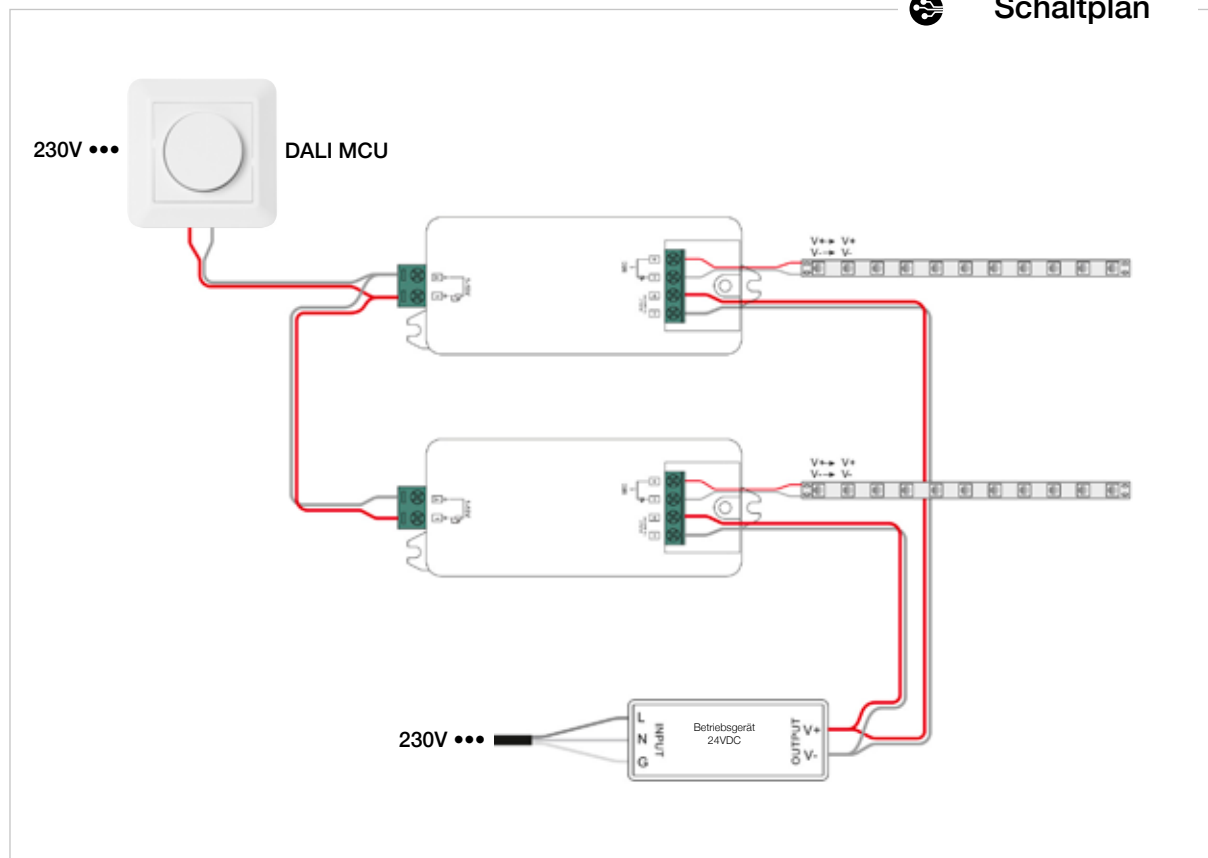 Schaltplan
230V •••
DALI MCU
V+ → V+
V- → V-
V+ → V+
V- → V-
230V •••
L
N
G
INPUT
Betriebsgerät
24VDC
OUTPUT
V+
V-